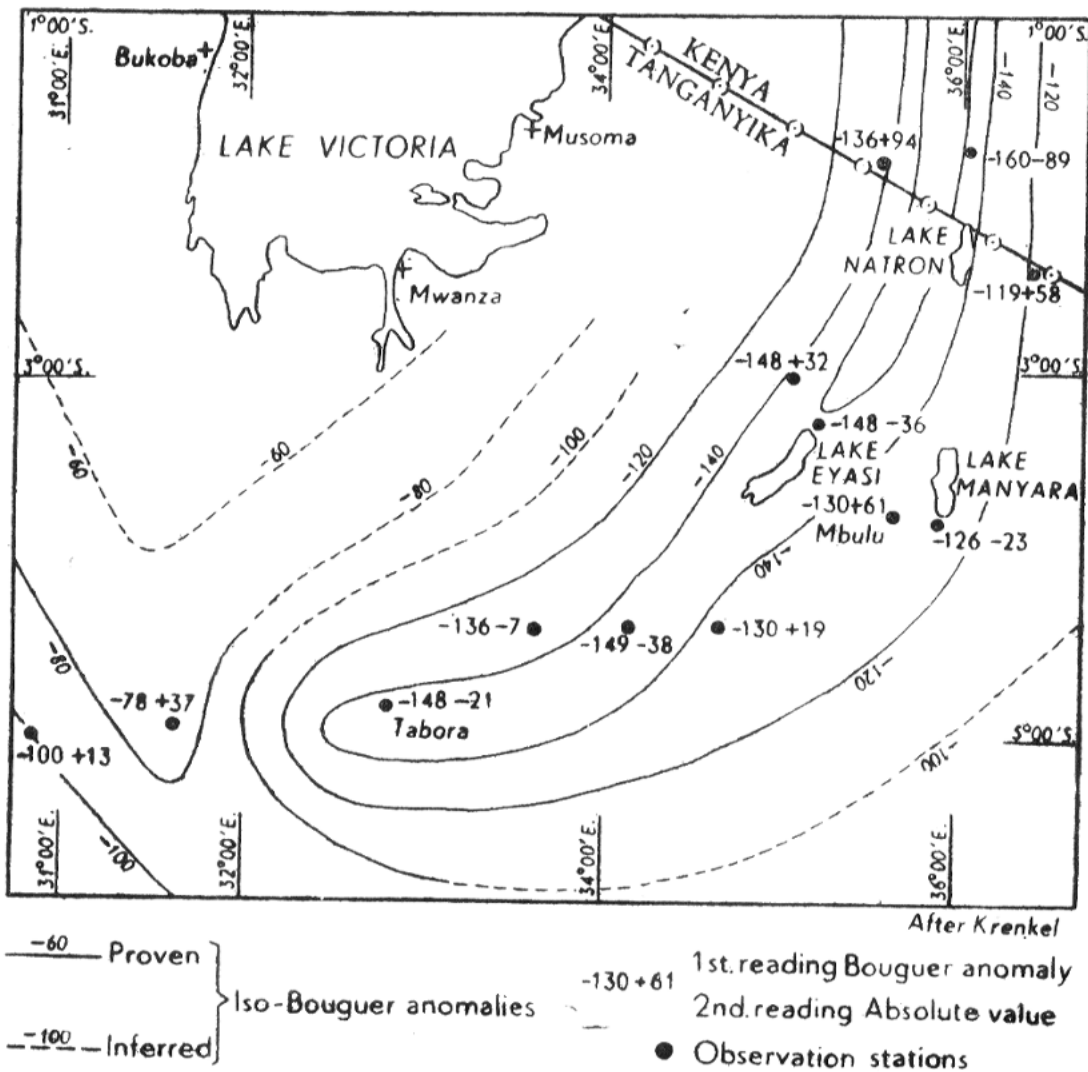 1°00'S.
31°00'E.
Bukoba
32°00'E.
34°00'E.
KENYA
TANGANYIKA
36°00'E.
-140
-120
1°00'S.
LAKE VICTORIA
Musoma
-136+94
-160-89
Mwanza
LAKE
NATRON
-119+58
3°00'S.
-148+32
3°00'S.
-60
-60
-80
-100
-120
-140
-148-36
LAKE
EYASI
LAKE
MANYARA
-130+61
Mbulu
-126-23
-140
-136-7
-149-38
-130+19
-80
-78+37
-148-21
Tabora
-120
-100
5°00'S.
-100+13
-100
31°00'E.
32°00'E.
34°00'E.
36°00'E.
After Krenkel
-60 Proven
Iso-Bouguer anomalies
-100 Inferred
-130+61
1st. reading Bouguer anomaly
2nd. reading Absolute value
Observation stations